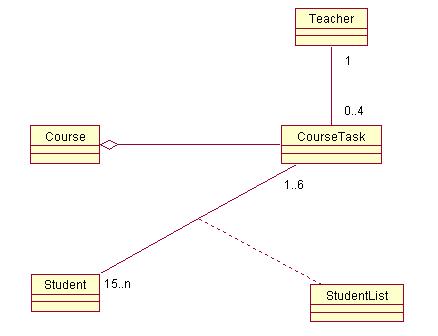 Teacher
1
0..4
Course
CourseTask
1..6
Student
15..n
StudentList